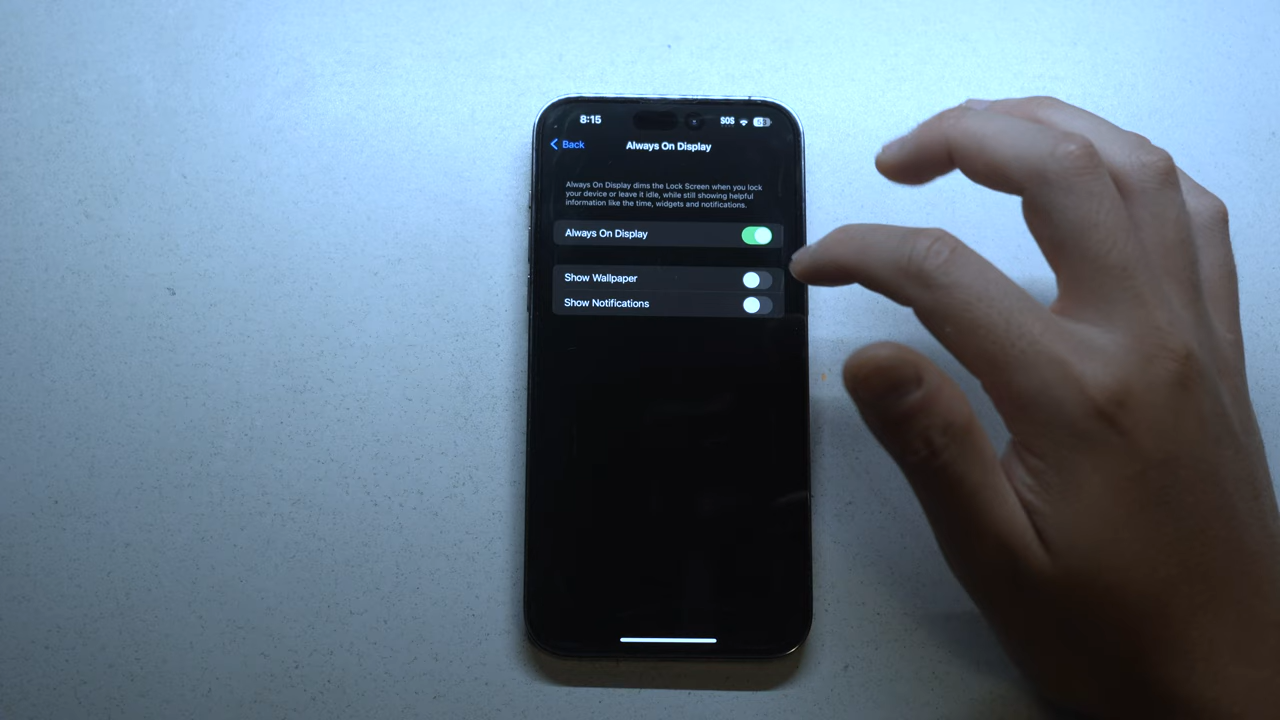 8:15 SOS
Back Always On Display
Always On Display dims the Lock Screen when you lock
your device or leave it idle, while still showing helpful
information like the time, widgets and notifications.
Always On Display
Show Wallpaper
Show Notifications